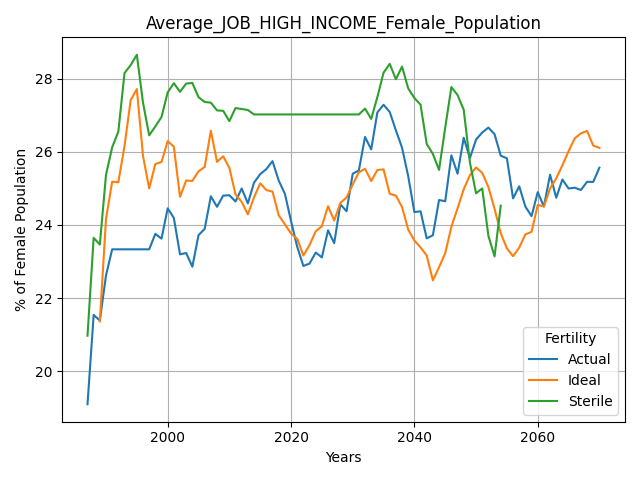 Average_JOB_HIGH_INCOME_Female_Population
% of Female Population
28
26
24
22
20
2000 2020 2040 2060
Years
Fertility
Actual
Ideal
Sterile